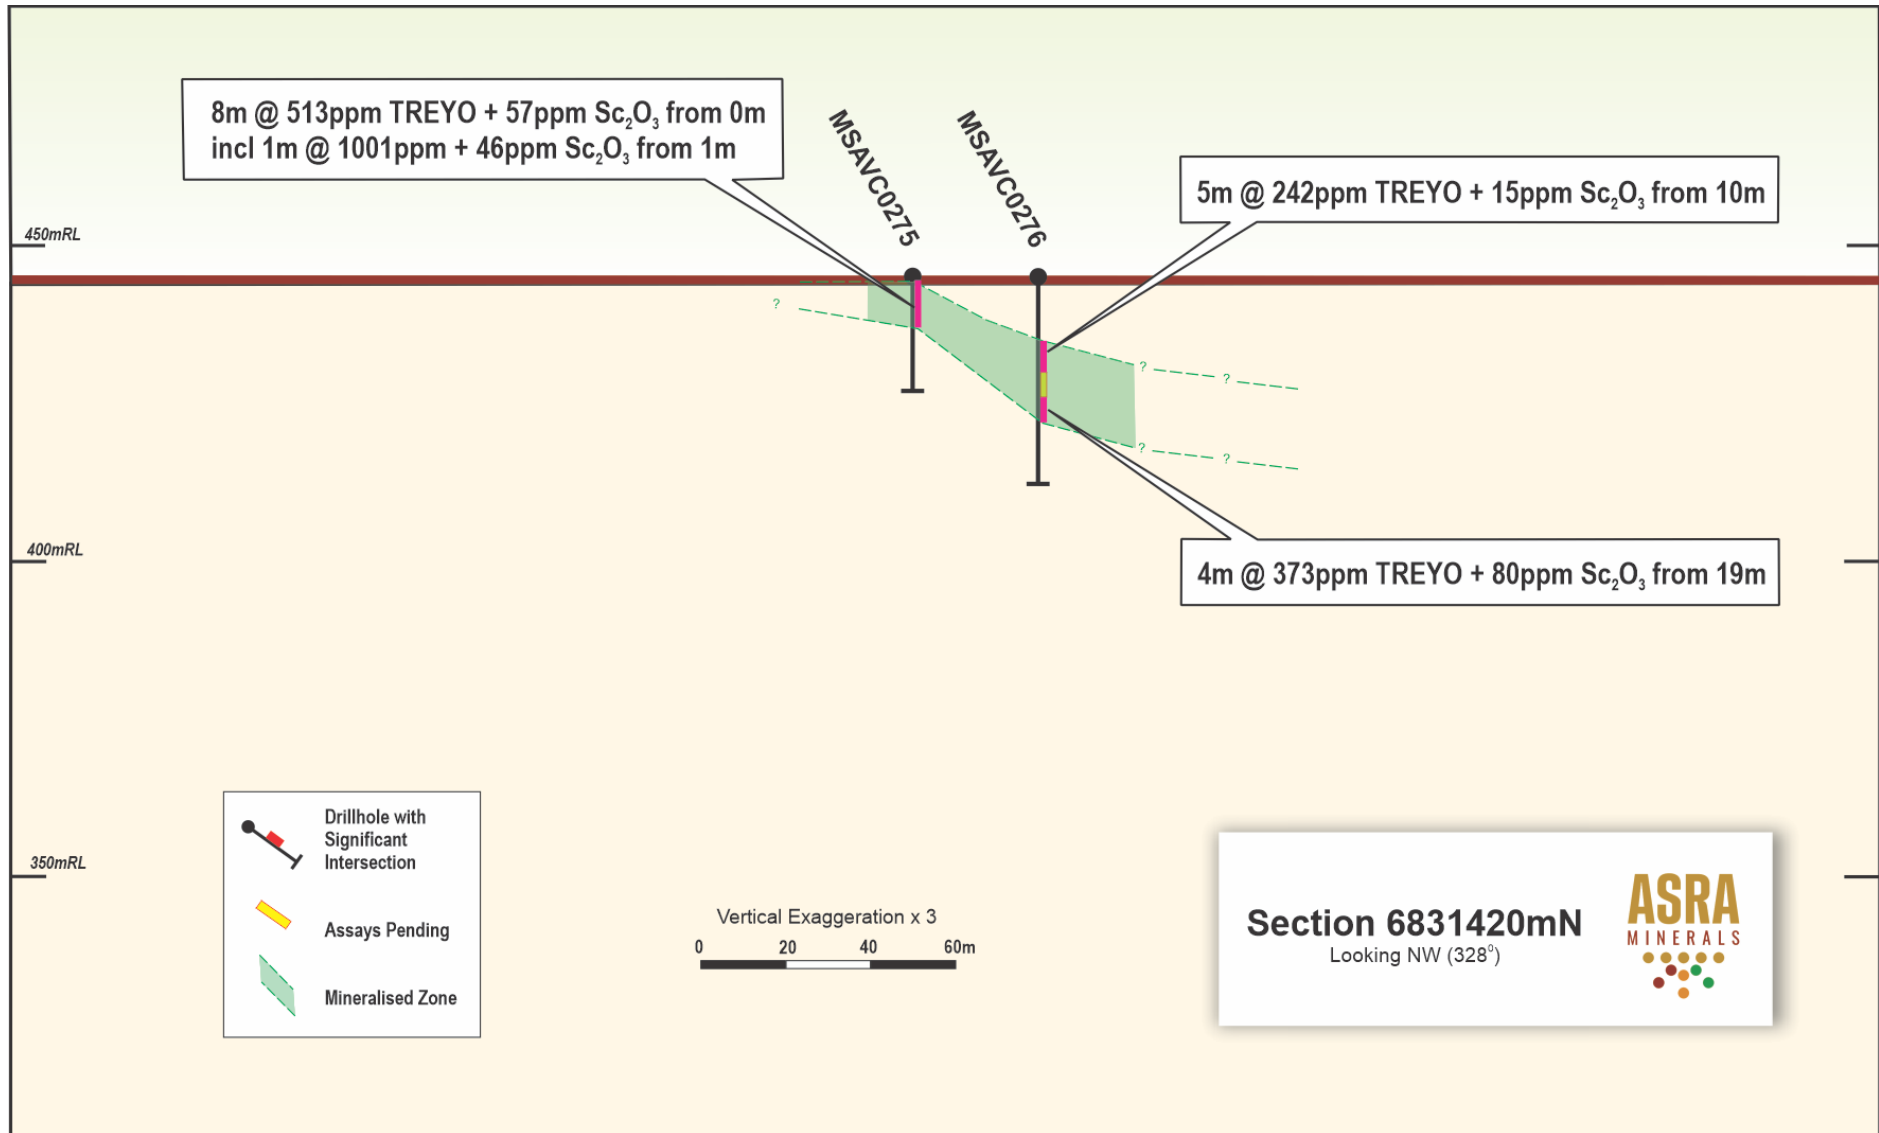 8m @ 513ppm TREYO + 57ppm Sc₂O₃ from 0m
incl 1m @ 1001ppm + 46ppm Sc₂O₃ from 1m
MSAVC0275
MSAVC0276
5m @ 242ppm TREYO + 15ppm Sc₂O₃ from 10m
450mRL
?
?
?
?
?
4m @ 373ppm TREYO + 80ppm Sc₂O₃ from 19m
400mRL
350mRL
Drillhole with
Significant
Intersection
Assays Pending
Mineralised Zone
Vertical Exaggeration x 3
0 20 40 60m
Section 6831420mN
Looking NW (328⁰)
ASRA
MINERALS